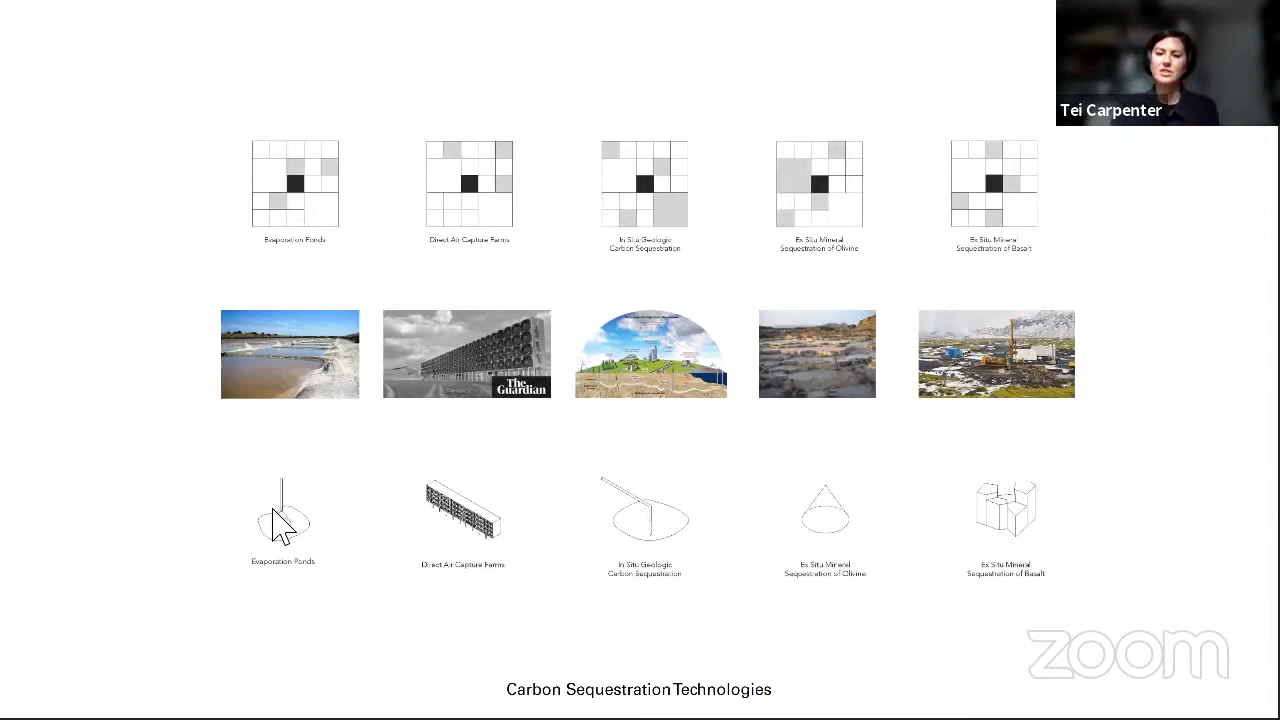 Tei Carpenter
Evaporation Ponds
Direct Air Capture Farms
In Situ Geologic
Carbon Sequestration
Ex Situ Mineral
Sequestration of Olivine
Ex Situ Mineral
Sequestration of Basalt
The
Guardian
Evaporation Ponds
Direct Air Capture Farms
In Situ Geologic
Carbon Sequestration
Ex Situ Mineral
Sequestration of Olivine
Ex Situ Mineral
Sequestration of Basalt
zoom
Carbon Sequestration Technologies